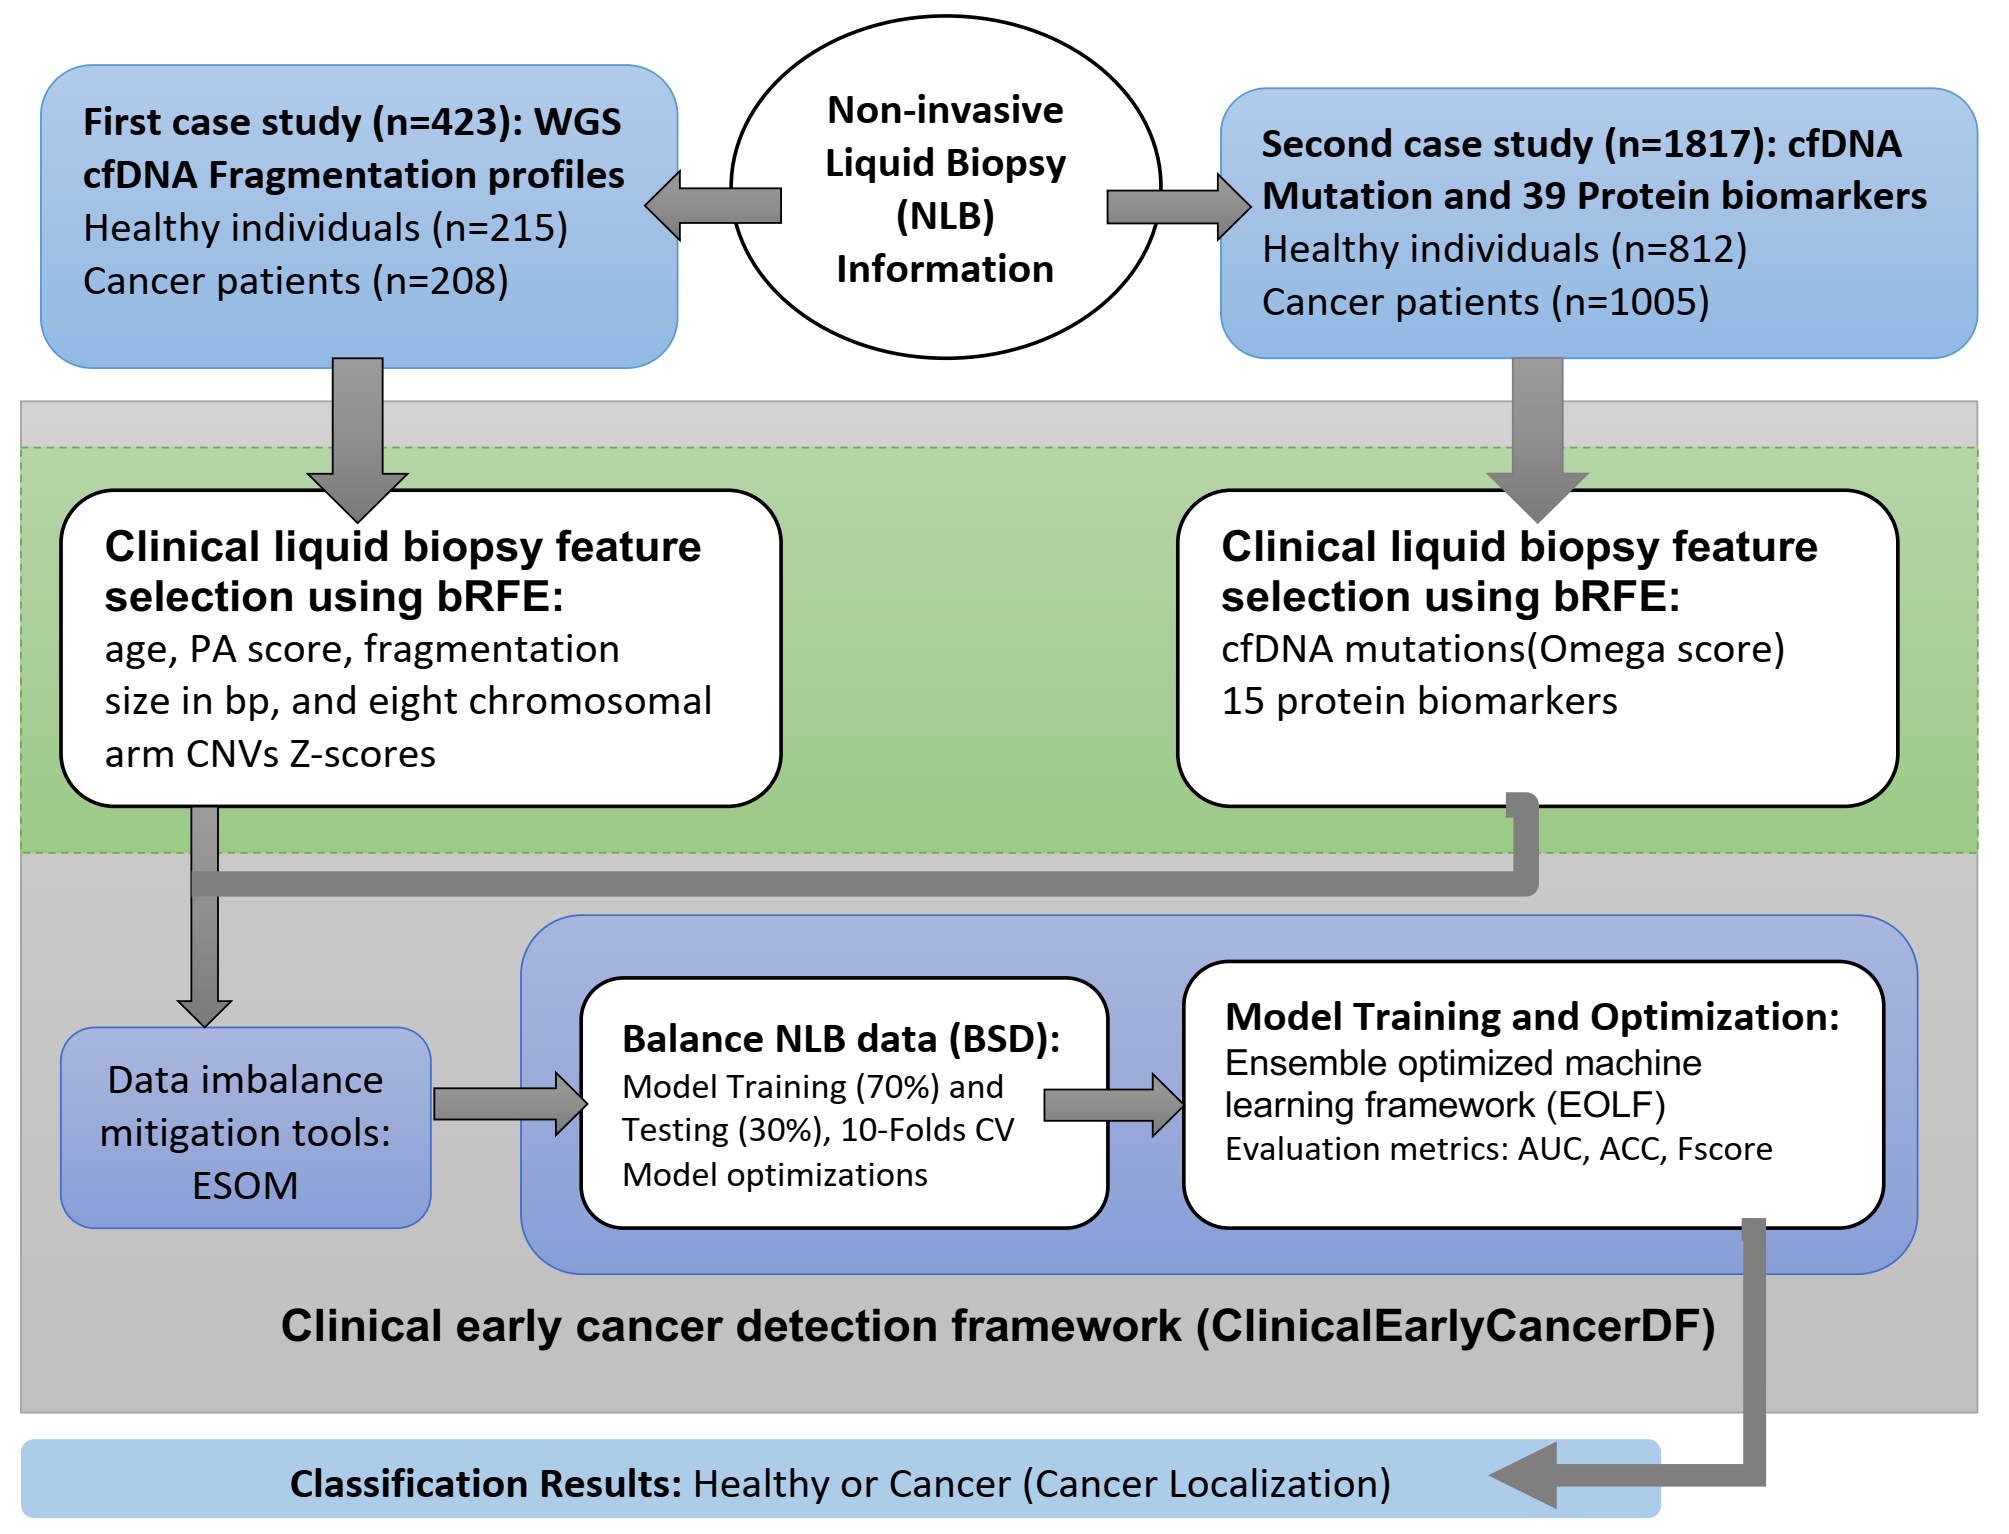 First case study (n=423): WGS
cfDNA Fragmentation profiles
Healthy individuals (n=215)
Cancer patients (n=208)
Non-invasive
Liquid Biopsy
(NLB)
Information
Second case study (n=1817): cfDNA
Mutation and 39 Protein biomarkers
Healthy individuals (n=812)
Cancer patients (n=1005)
Clinical liquid biopsy feature
selection using bRFE:
age, PA score, fragmentation
size in bp, and eight chromosomal
arm CNVs Z-scores
Clinical liquid biopsy feature
selection using bRFE:
cfDNA mutations(Omega score)
15 protein biomarkers
Data imbalance
mitigation tools:
ESOM
Balance NLB data (BSD):
Model Training (70%) and
Testing (30%), 10-Folds CV
Model optimizations
Model Training and Optimization:
Ensemble optimized machine
learning framework (EOLF)
Evaluation metrics: AUC, ACC, Fscore
Clinical early cancer detection framework (ClinicalEarlyCancerDF)
Classification Results: Healthy or Cancer (Cancer Localization)